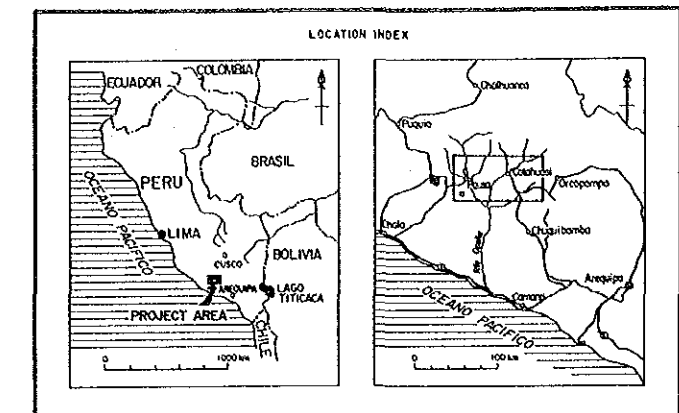 LOCATION INDEX
ECUADOR
COLOMBIA
BRASIL
PERU
OCEANO PACIFICO
LIMA
CUSCO
BOLIVIA
AREQUIPA
LAGO
TITICACA
PROJECT AREA
CHILE
0 1000 km
Chalhuanca
Puquio
Cotahuasi
Pausa
Orcopampa
Chala
Chuquibamba
Rio Ocoña
Arequipa
Camana
OCEANO PACIFICO
0 100 km